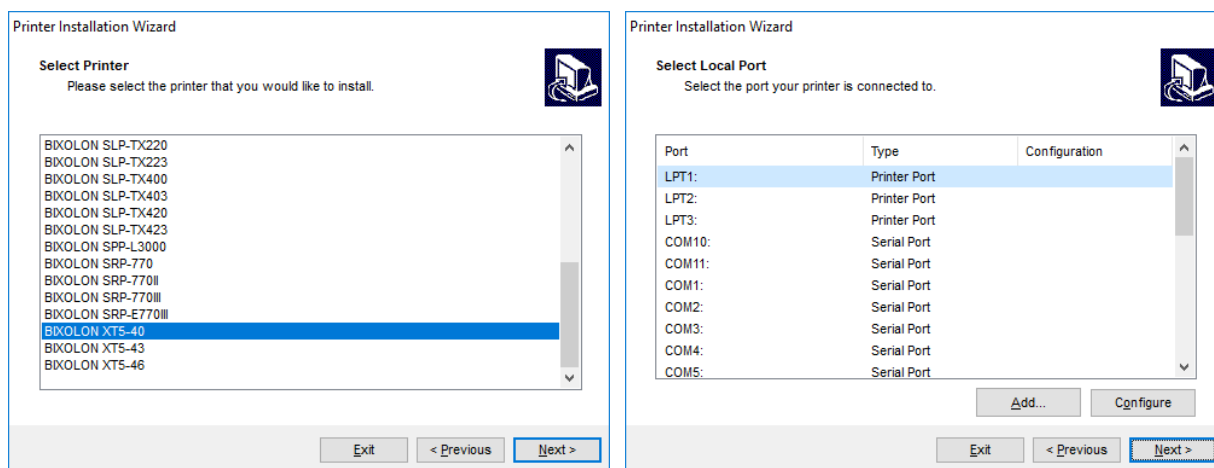 Printer Installation Wizard
Select Printer
Please select the printer that you would like to install.
BIXOLON SLP-TX220
BIXOLON SLP-TX223
BIXOLON SLP-TX400
BIXOLON SLP-TX403
BIXOLON SLP-TX420
BIXOLON SLP-TX423
BIXOLON SPP-L3000
BIXOLON SRP-770
BIXOLON SRP-770Ⅱ
BIXOLON SRP-770Ⅲ
BIXOLON SRP-E770Ⅲ
BIXOLON XT5-40
BIXOLON XT5-43
BIXOLON XT5-46
Exit < Previous Next >
Printer Installation Wizard
Select Local Port
Select the port your printer is connected to.
Port Type Configuration
LPT1: Printer Port
LPT2: Printer Port
LPT3: Printer Port
COM10: Serial Port
COM11: Serial Port
COM1: Serial Port
COM2: Serial Port
COM3: Serial Port
COM4: Serial Port
COM5: Serial Port
Add... Configure
Exit < Previous Next >